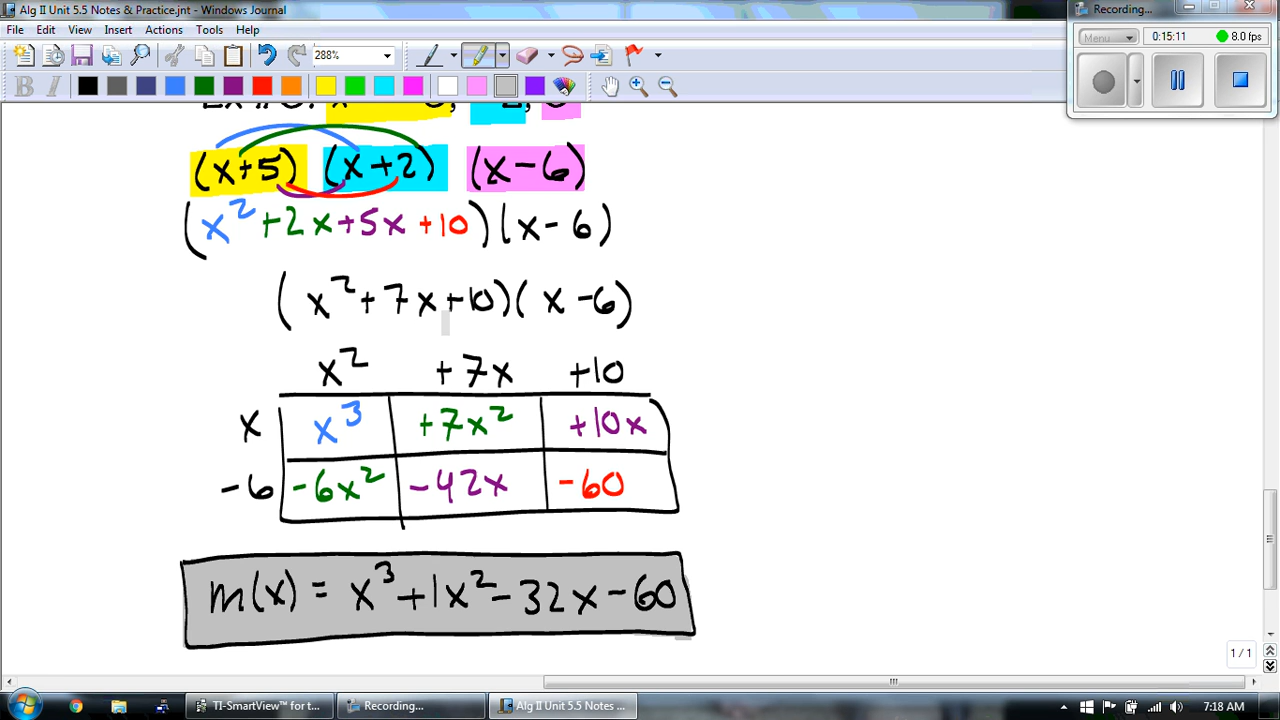 Alg II Unit 5.5 Notes & Practice.jnt - Windows Journal
Recording...
File Edit View Insert Actions Tools Help
Menu
0:15:11
8.0 fps
288%
(x+5) (x+2) (x-6)
(x² +2x +5x +10)(x-6)
(x²+7x+10)(x-6)
x² +7x +10
x x³ +7x² +10x
-6 -6x² -42x -60
m(x) = x³+1x²-32x-60
1 / 1
TI-SmartView™ for t...
Recording...
Alg II Unit 5.5 Notes ...
7:18 AM